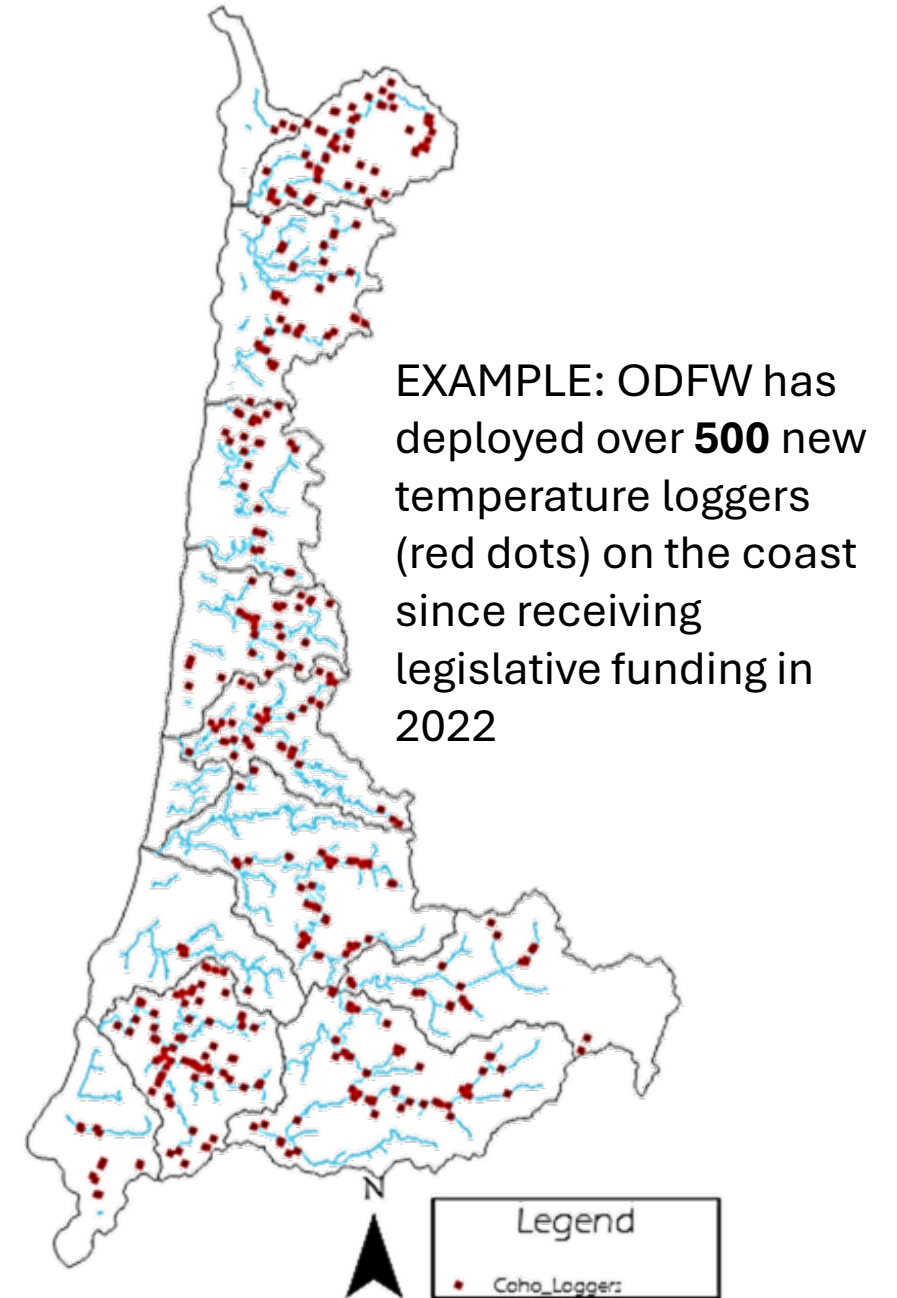 EXAMPLE: ODFW has
deployed over 500 new
temperature loggers
(red dots) on the coast
since receiving
legislative funding in
2022
N
Legend
Coho_Loggers